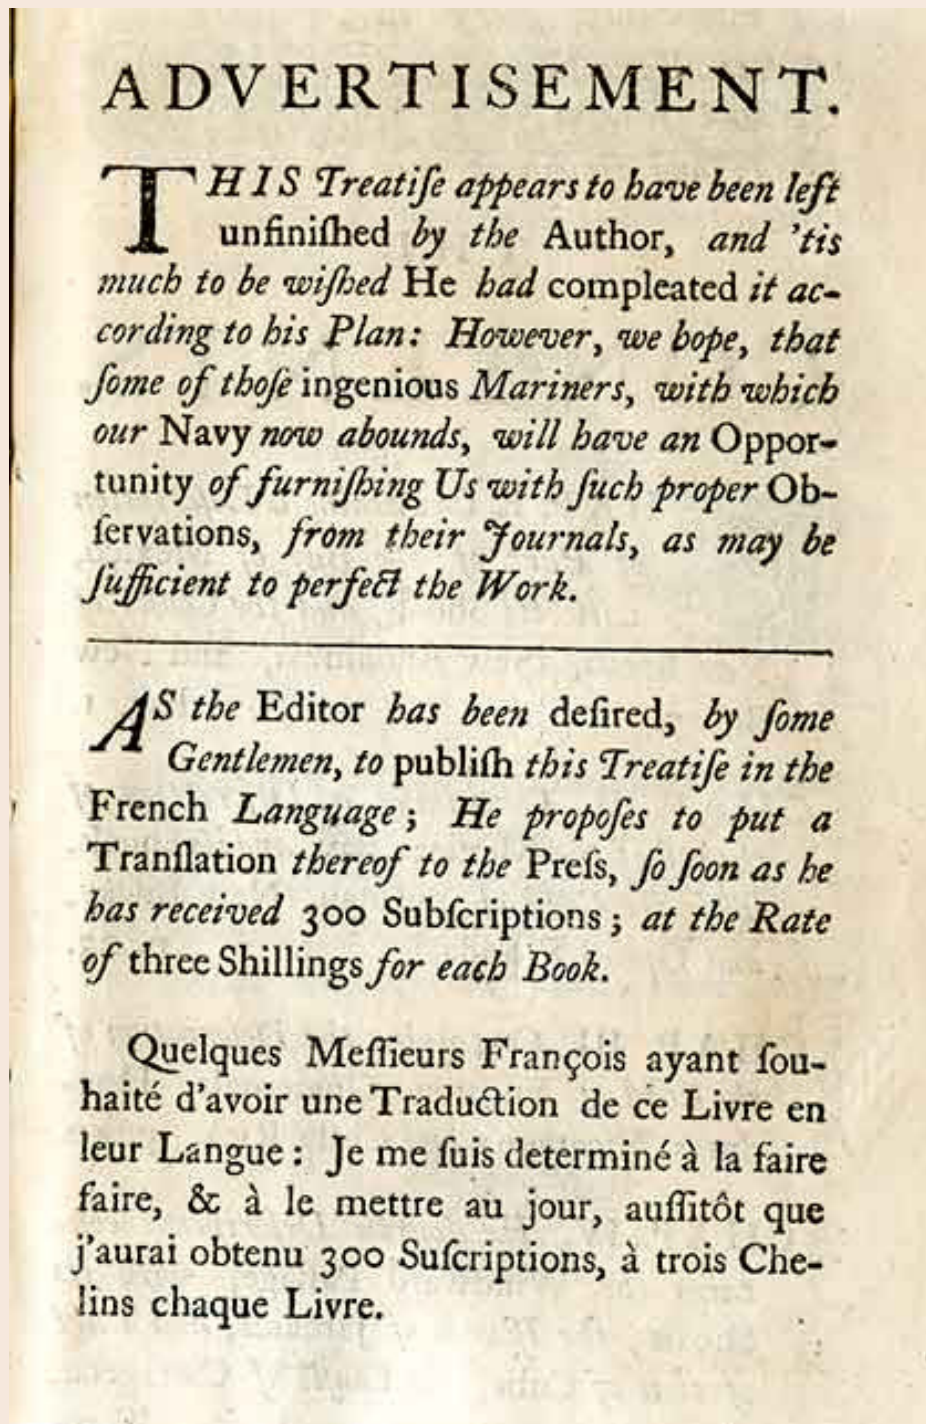 ADVERTISEMENT.
THIS Treatiſe appears to have been left
unfiniſhed by the Author, and 'tis
much to be wiſhed He had compleated it ac-
cording to his Plan: However, we hope, that
ſome of thoſe ingenious Mariners, with which
our Navy now abounds, will have an Oppor-
tunity of furniſhing Us with ſuch proper Ob-
ſervations, from their Journals, as may be
ſufficient to perfect the Work.
AS the Editor has been deſired, by ſome
Gentlemen, to publiſh this Treatiſe in the
French Language; He propoſes to put a
Tranſlation thereof to the Preſs, ſo ſoon as he
has received 300 Subſcriptions; at the Rate
of three Shillings for each Book.
Quelques Meſſieurs François ayant ſou-
haité d'avoir une Traduction de ce Livre en
leur Langue: Je me ſuis determiné à la faire
faire, & à le mettre au jour, auſſitôt que
j'aurai obtenu 300 Suſcriptions, à trois Che-
lins chaque Livre.